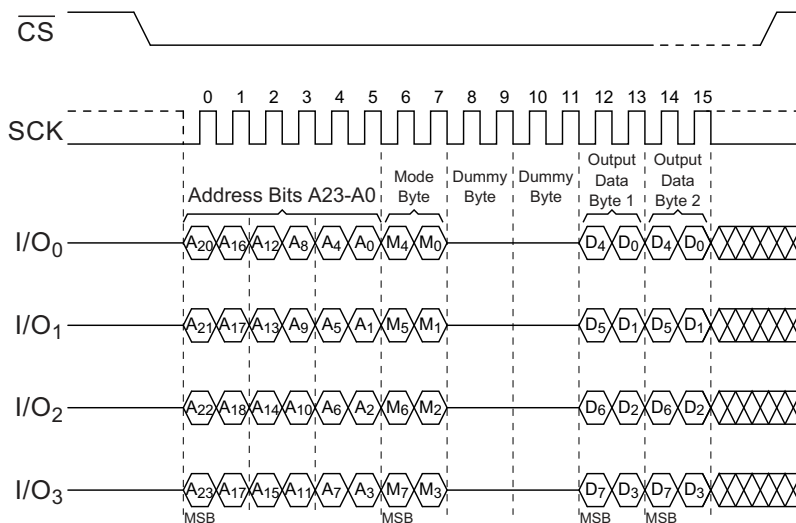 CS
0 1 2 3 4 5 6 7 8 9 10 11 12 13 14 15
SCK
Address Bits A23-A0
Mode
Byte
Dummy
Byte
Dummy
Byte
Output
Data
Byte 1
Output
Data
Byte 2
I/O0 A20 A16 A12 A8 A4 A0 M4 M0 D4 D0 D4 D0
I/O1 A21 A17 A13 A9 A5 A1 M5 M1 D5 D1 D5 D1
I/O2 A22 A18 A14 A10 A6 A2 M6 M2 D6 D2 D6 D2
I/O3 A23 A17 A15 A11 A7 A3 M7 M3 D7 D3 D7 D3
MSB MSB MSB MSB